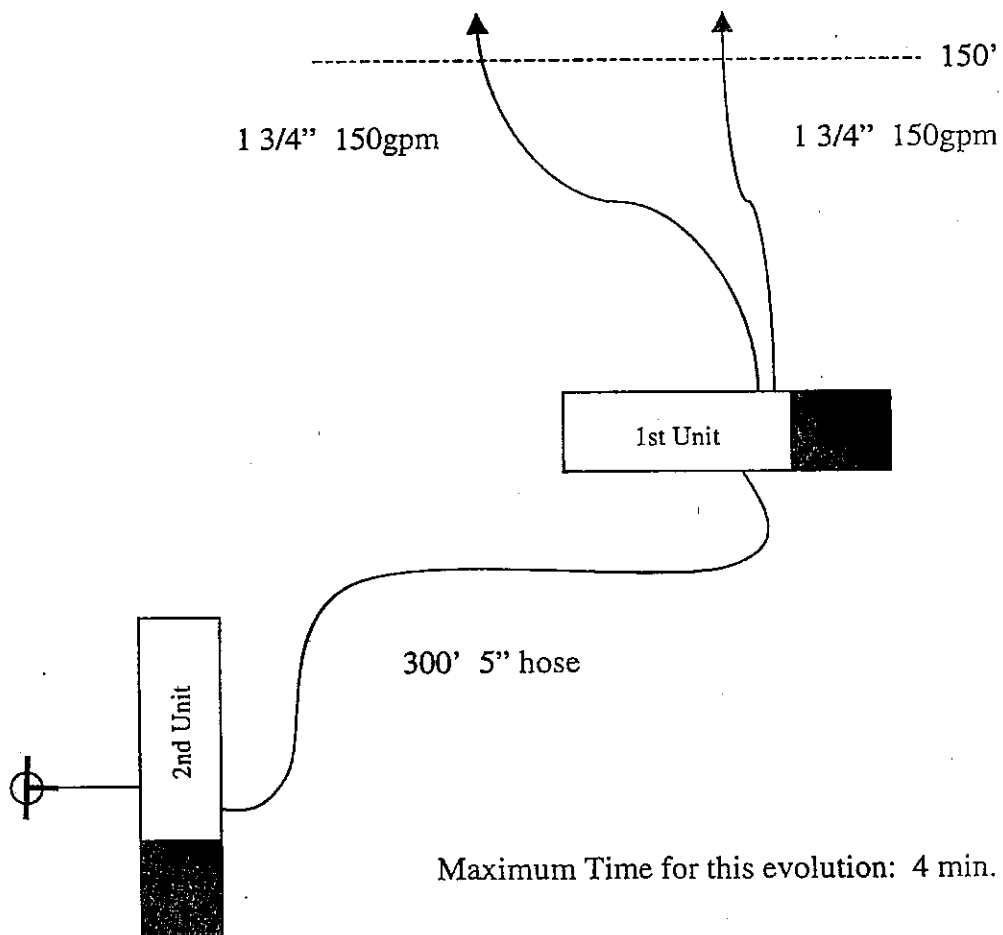 150'
1 3/4" 150gpm
1 3/4" 150gpm
1st Unit
300' 5" hose
2nd Unit
Maximum Time for this evolution: 4 min.